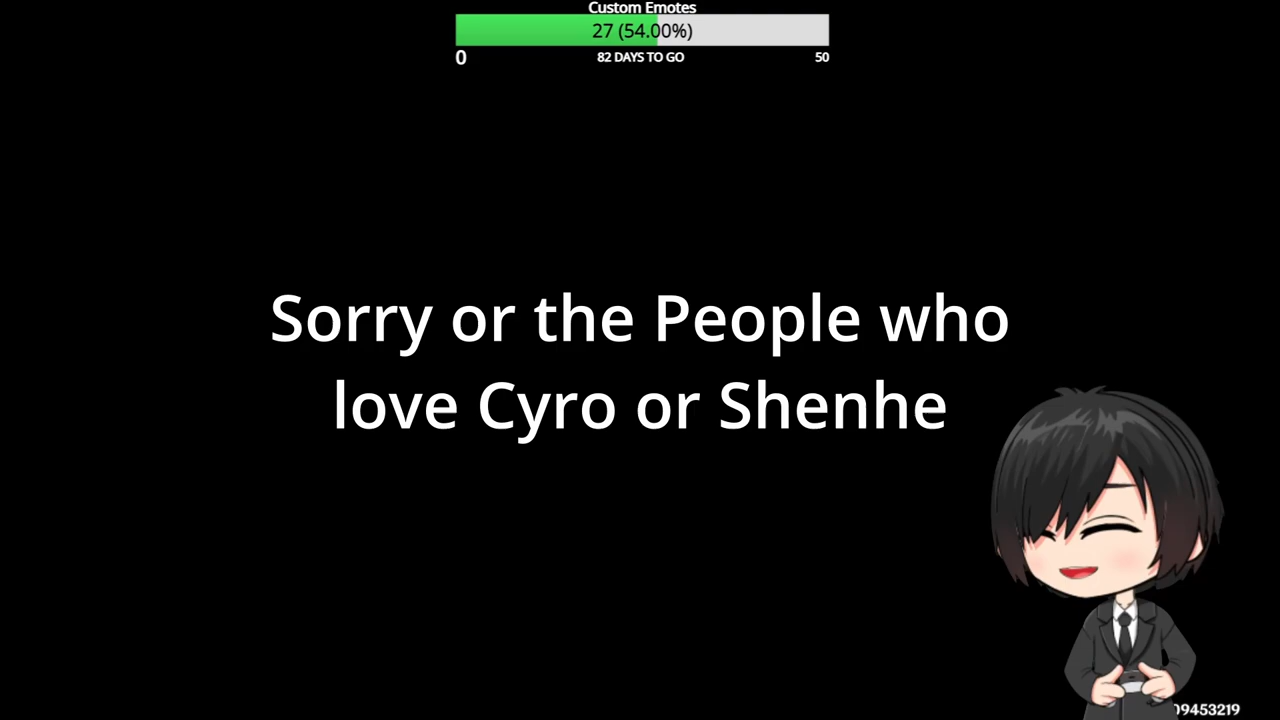 Custom Emotes
27 (54.00%)
0
82 DAYS TO GO
50
Sorry or the People who
love Cyro or Shenhe
09453219